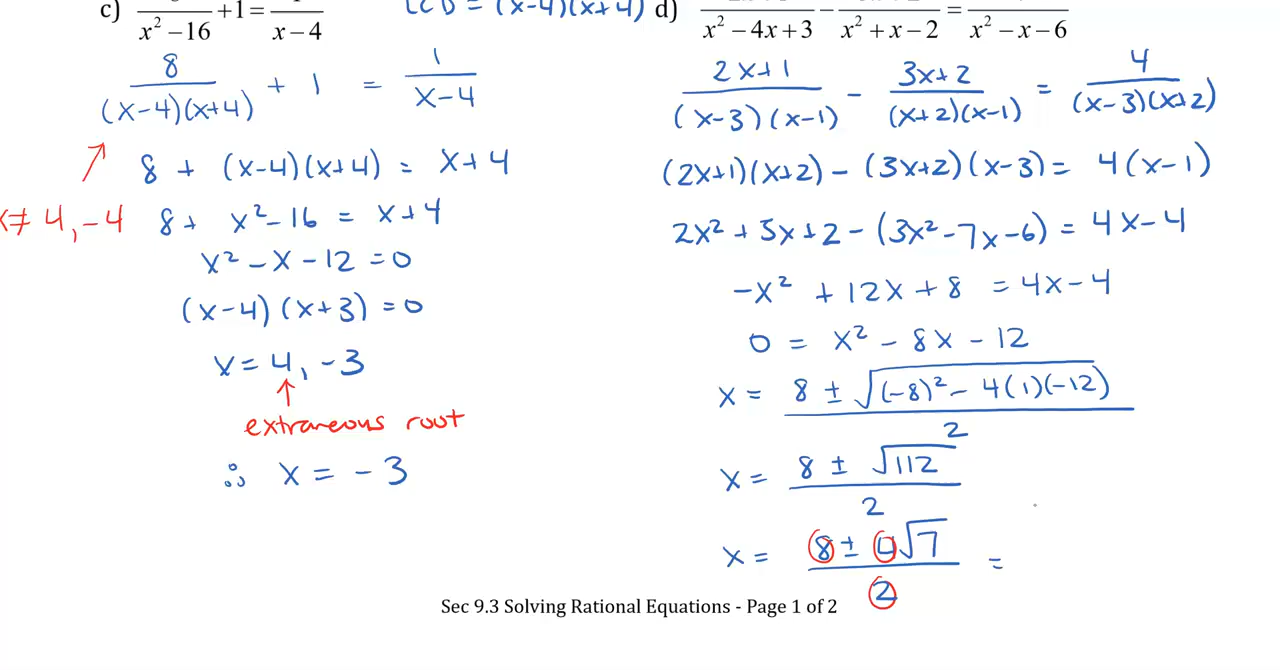 c) /(x² −16) +1 = /(x−4)
LCD = (x-4)(x+4)
8/((x-4)(x+4)) + 1 = 1/(x-4)
8 + (x-4)(x+4) = x+4
x≠ 4, -4
8 + x² - 16 = x+4
x² - x - 12 = 0
(x-4)(x+3) = 0
x = 4, -3
↑
extraneous root
∴ x = -3
d) /(x² − 4x + 3) − /(x² + x − 2) = /(x² − x − 6)
(2x+1)/((x-3)(x-1)) - (3x+2)/((x+2)(x-1)) = 4/((x-3)(x+2))
(2x+1)(x+2) - (3x+2)(x-3) = 4(x-1)
2x² + 5x + 2 - (3x² - 7x - 6) = 4x - 4
-x² + 12x + 8 = 4x - 4
0 = x² - 8x - 12
x = (8 ± √((-8)² - 4(1)(-12)))/2
x = (8 ± √112)/2
x = (8 ± 4√7)/2 =
Sec 9.3 Solving Rational Equations - Page 1 of 2